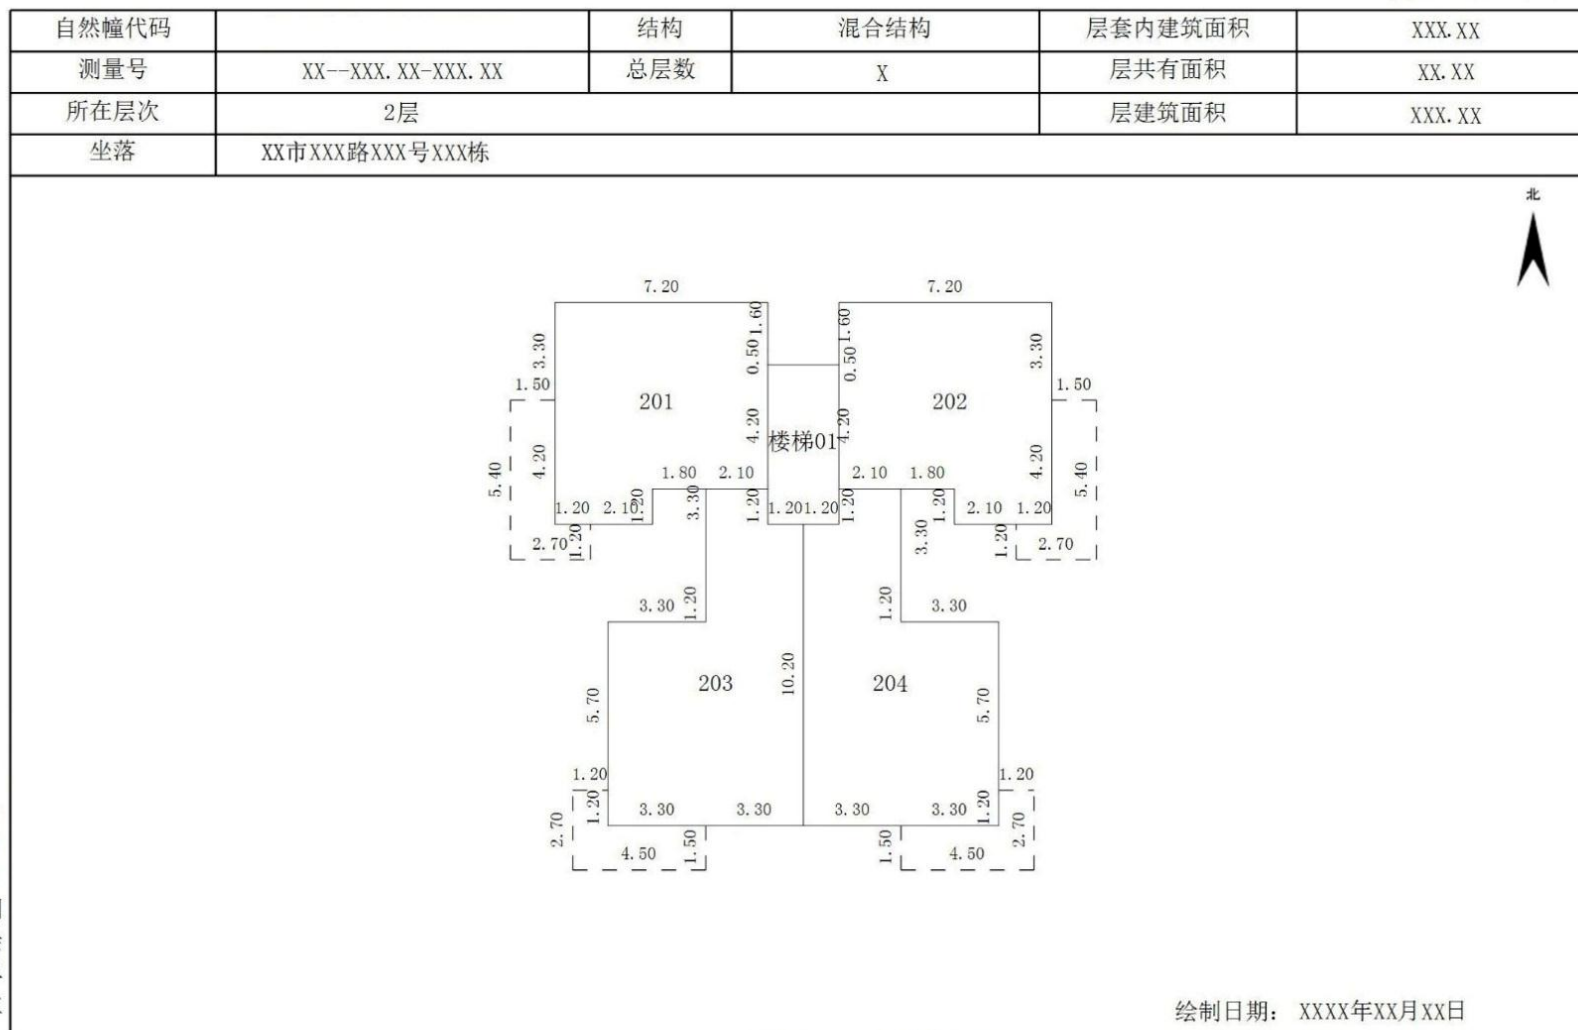 自然幢代码 结构 混合结构 层套内建筑面积 XXX.XX
测量号 XX--XXX.XX-XXX.XX 总层数 X 层共有面积 XX.XX
所在层次 2层 层建筑面积 XXX.XX
坐落 XX市XXX路XXX号XXX栋
北
7.20 7.20
1.60 1.60
3.30 0.50 0.50 3.30
1.50 1.50
201 202
4.20 楼梯01 4.20
5.40 4.20 4.20 5.40
1.80 2.10 2.10 1.80
1.20 2.10 1.20 3.30 1.20 1.20 1.20 1.20 1.20 2.10 1.20
2.70 1.20 3.30 1.20 2.70
3.30 1.20 1.20 3.30
203 10.20 204
5.70 5.70
1.20 1.20
1.20 3.30 3.30 3.30 3.30 1.20
2.70 2.70
4.50 1.50 1.50 4.50
绘制日期： XXXX年XX月XX日